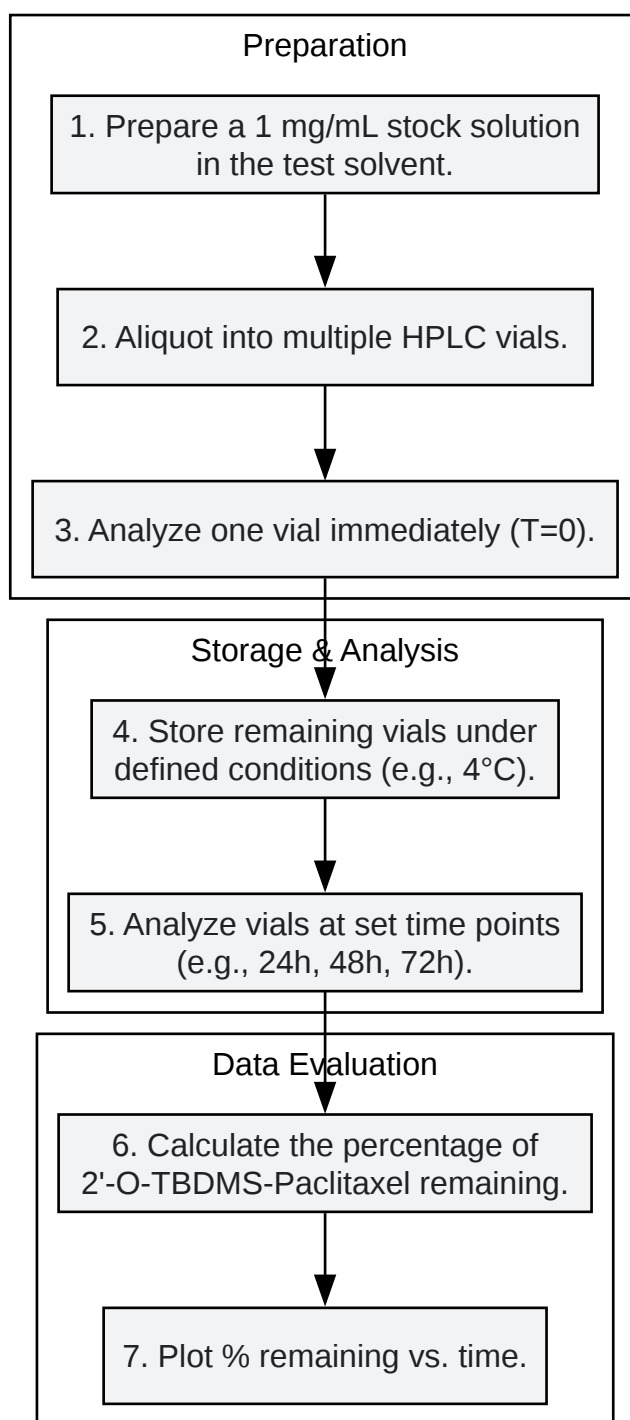 Preparation
1. Prepare a 1 mg/mL stock solution
in the test solvent.
2. Aliquot into multiple HPLC vials.
3. Analyze one vial immediately (T=0).
Storage & Analysis
4. Store remaining vials under
defined conditions (e.g., 4°C).
5. Analyze vials at set time points
(e.g., 24h, 48h, 72h).
Data Evaluation
6. Calculate the percentage of
2'-O-TBDMS-Paclitaxel remaining.
7. Plot % remaining vs. time.